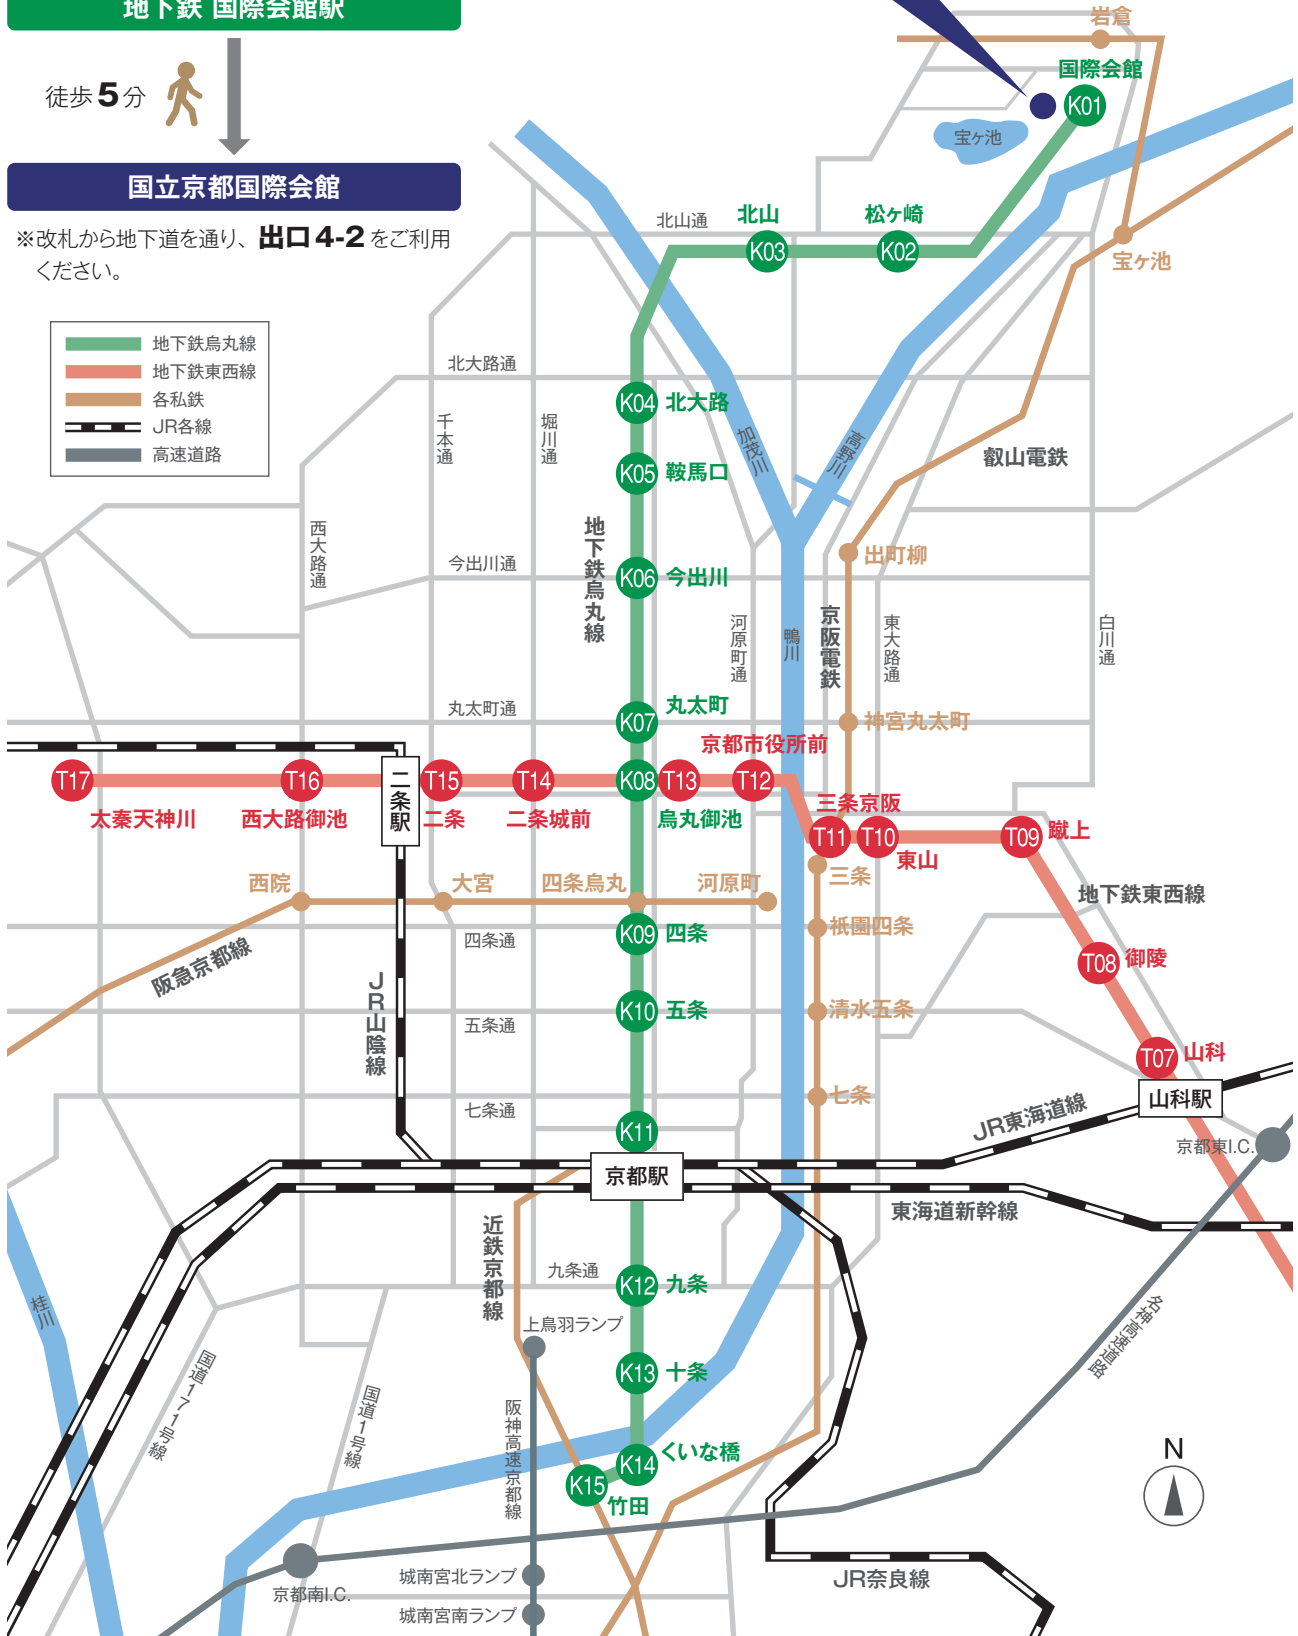 地下鉄 国際会館駅
徒歩5分
国立京都国際会館
※改札から地下道を通り、出口4-2をご利用
ください。
地下鉄烏丸線
地下鉄東西線
各私鉄
JR各線
高速道路
岩倉
国際会館
K01
宝ヶ池
北山通
北山
K03
松ヶ崎
K02
宝ヶ池
北大路通
千本通
堀川通
K04 北大路
加茂川
高野川
叡山電鉄
K05 鞍馬口
西大路通
地下鉄烏丸線
今出川通
K06 今出川
出町柳
河原町通
鴨川
京阪電鉄
東大路通
白川通
丸太町通
K07 丸太町
神宮丸太町
京都市役所前
T17
T16
二条駅
T15
T14
K08
T13
T12
太秦天神川
西大路御池
二条
二条城前
烏丸御池
三条京阪
T11
T10
東山
T09 蹴上
三条
地下鉄東西線
西院
大宮
四条烏丸
河原町
四条通
K09 四条
祇園四条
阪急京都線
T08 御陵
JR山陰線
五条通
K10 五条
清水五条
T07 山科
山科駅
七条通
七条
JR東海道線
K11
京都駅
京都東I.C.
東海道新幹線
近鉄京都線
九条通
K12 九条
桂川
上鳥羽ランプ
名神高速道路
国道171号線
国道1号線
K13 十条
阪神高速京都線
K14 くいな橋
K15
竹田
N
京都南I.C.
城南宮北ランプ
城南宮南ランプ
JR奈良線